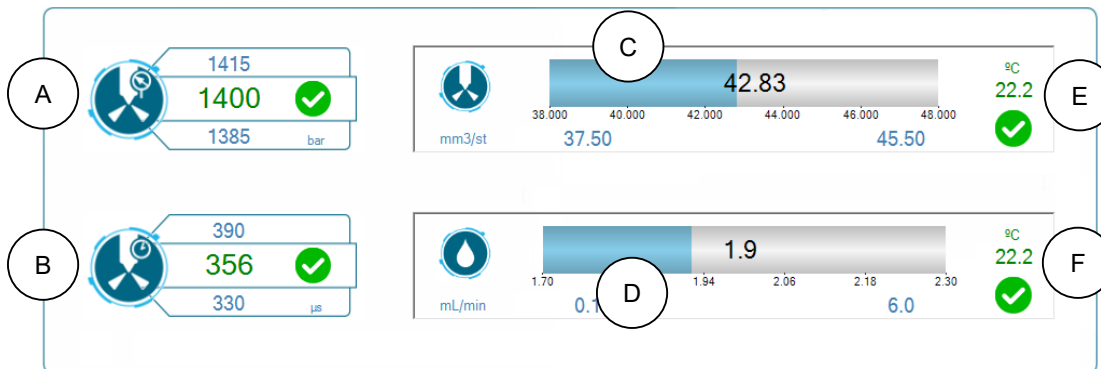 A
1415
1400
1385 bar
C
42.83
38.000 40.000 42.000 44.000 46.000 48.000
mm3/st 37.50 45.50
ºC
22.2
E
B
390
356
330 µs
1.9
1.70 1.94 2.06 2.18 2.30
mL/min D 6.0
ºC
22.2
F